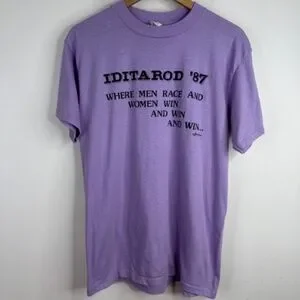 IDITAROD '87
WHERE MEN RACE AND
WOMEN WIN
AND WIN
AND WIN..